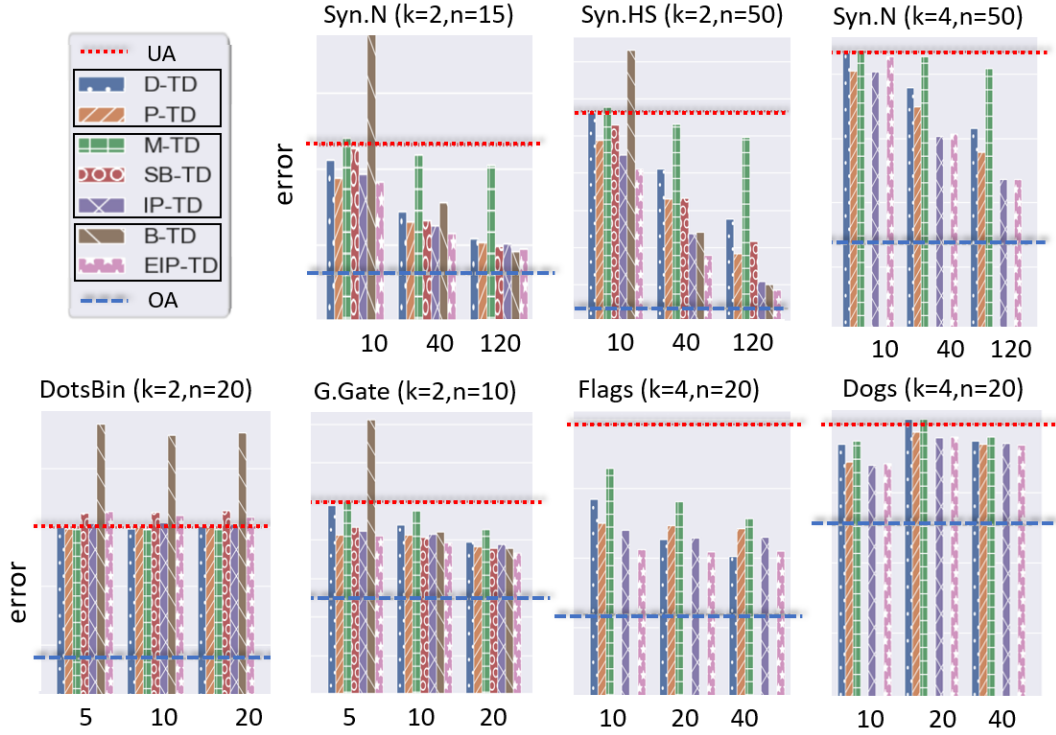 Syn.N (k=2,n=15)
Syn.HS (k=2,n=50)
Syn.N (k=4,n=50)
UA
D-TD
P-TD
M-TD
SB-TD
IP-TD
B-TD
EIP-TD
OA
error
10 40 120
10 40 120
10 40 120
DotsBin (k=2,n=20)
G.Gate (k=2,n=10)
Flags (k=4,n=20)
Dogs (k=4,n=20)
error
5 10 20
5 10 20
10 20 40
10 20 40